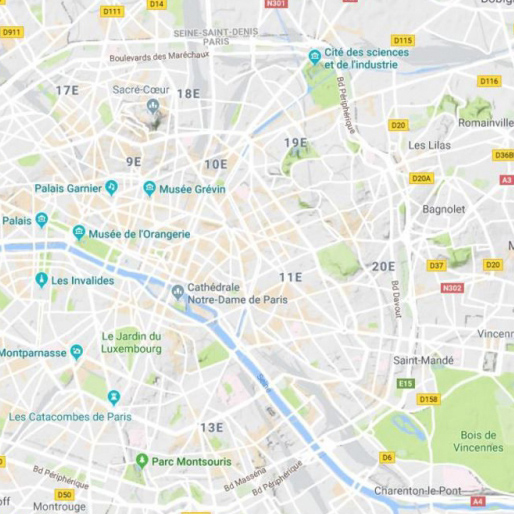 D111
D14
N301
Bobigny
D911
SEINE-SAINT-DENIS
PARIS
D115
Boulevards des Maréchaux
Cité des sciences
et de l'industrie
D116
17E
Sacré-Cœur
18E
Bd Périphérique
D20
Romainville
19E
Les Lilas
9E
10E
D36B
D20A
A3
Palais Garnier
Musée Grévin
Bagnolet
Palais
Musée de l'Orangerie
11E
20E
D37
D20
Les Invalides
Cathédrale
Notre-Dame de Paris
Bd Davout
N302
Le Jardin du
Luxembourg
Vincenn
Montparnasse
Saint-Mandé
Seine
E15
Les Catacombes de Paris
D158
13E
Bois de
Vincennes
Parc Montsouris
D6
Bd Périphérique
Bd Masséna
Bd Périphérique
D50
Montrouge
Charenton-le-Pont
A4
off